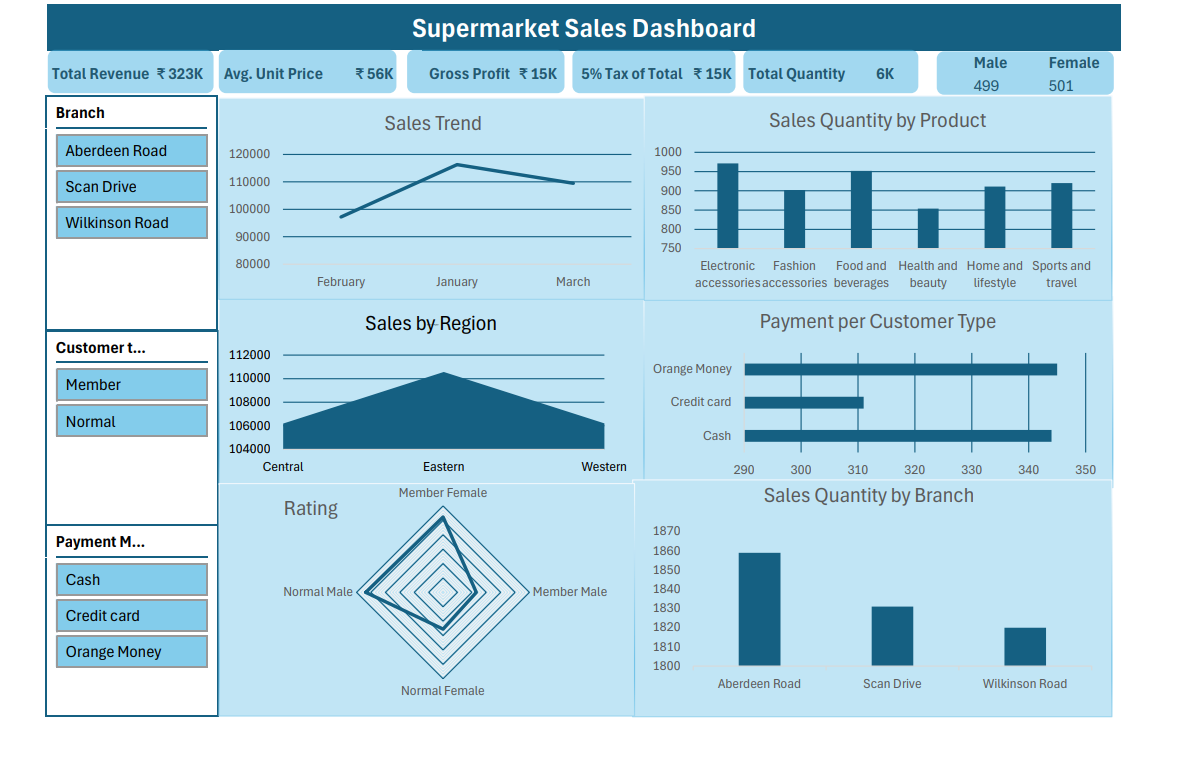 Supermarket Sales Dashboard
Total Revenue ₹ 323K
Avg. Unit Price ₹ 56K
Gross Profit ₹ 15K
5% Tax of Total ₹ 15K
Total Quantity 6K
Male Female
499 501
Branch
Aberdeen Road
Scan Drive
Wilkinson Road
Customer t...
Member
Normal
Payment M...
Cash
Credit card
Orange Money
Sales Trend
120000
110000
100000
90000
80000
February January March
Sales Quantity by Product
1000
950
900
850
800
750
Electronic accessories
Fashion accessories
Food and beverages
Health and beauty
Home and lifestyle
Sports and travel
Sales by Region
112000
110000
108000
106000
104000
Central Eastern Western
Payment per Customer Type
Orange Money
Credit card
Cash
290 300 310 320 330 340 350
Rating
Member Female
Normal Male
Member Male
Normal Female
Sales Quantity by Branch
1870
1860
1850
1840
1830
1820
1810
1800
Aberdeen Road Scan Drive Wilkinson Road